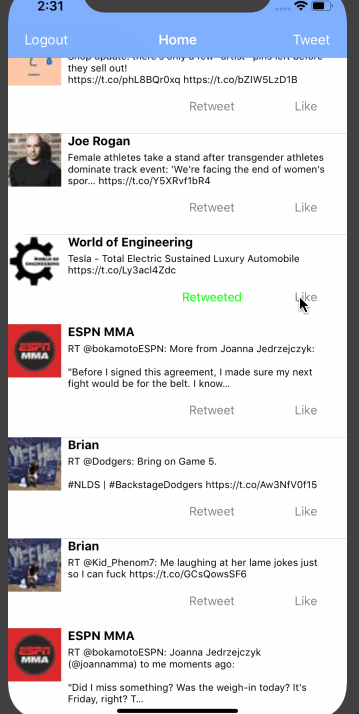 2:31
Logout Home Tweet
Shop update: there's only a few "artist" pins left before
they sell out!
https://t.co/phL8BQr0xq https://t.co/bZIW5LzD1B
Retweet Like
Joe Rogan
Female athletes take a stand after transgender athletes
dominate track event: 'We're facing the end of women's
spor... https://t.co/Y5XRvf1bR4
Retweet Like
World of Engineering
Tesla - Total Electric Sustained Luxury Automobile
https://t.co/Ly3acl4Zdc
Retweeted Like
ESPN MMA
RT @bokamotoESPN: More from Joanna Jedrzejczyk:
"Before I signed this agreement, I made sure my next
fight would be for the belt. I know...
Retweet Like
Brian
RT @Dodgers: Bring on Game 5.
#NLDS | #BackstageDodgers https://t.co/Aw3NfV0f15
Retweet Like
Brian
RT @Kid_Phenom7: Me laughing at her lame jokes just
so I can fuck https://t.co/GCsQowsSF6
Retweet Like
ESPN MMA
RT @bokamotoESPN: Joanna Jedrzejczyk
(@joannamma) to me moments ago:
"Did I miss something? Was the weigh-in today? It's
Friday, right? T...